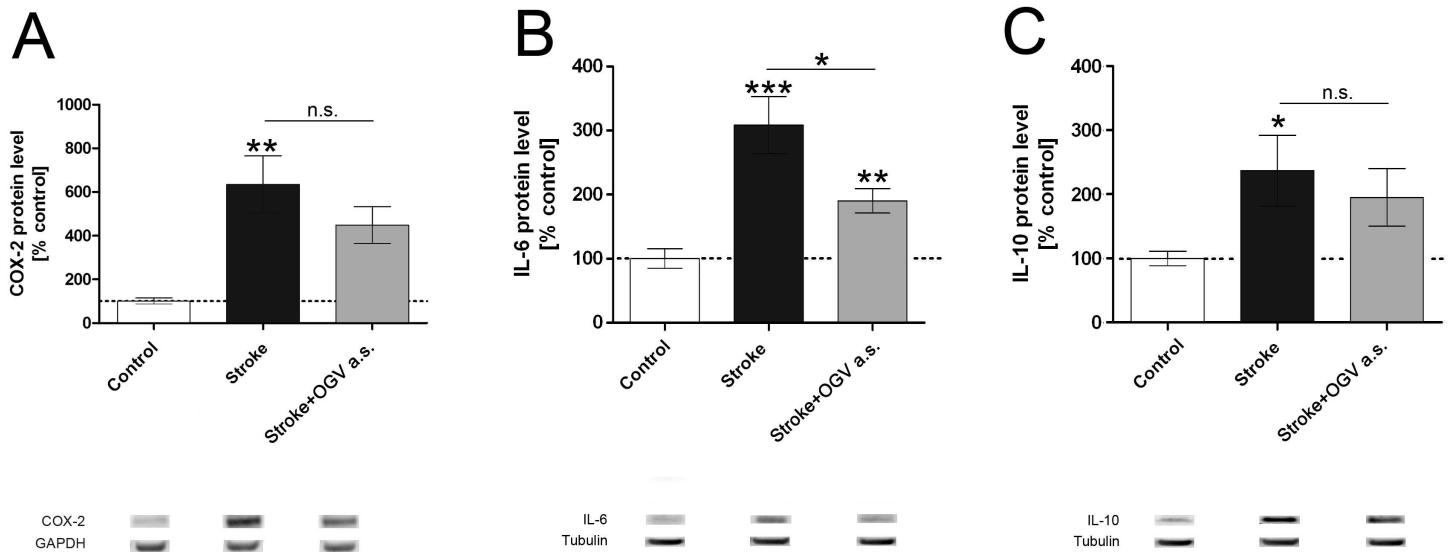 A
COX-2 protein level
[% control]
1000
800
600
400
200
0
**
n.s.
Control
Stroke
Stroke+OGV a.s.
COX-2
GAPDH
B
IL-6 protein level
[% control]
400
300
200
100
0
***
*
**
Control
Stroke
Stroke+OGV a.s.
IL-6
Tubulin
C
IL-10 protein level
[% control]
400
300
200
100
0
*
n.s.
Control
Stroke
Stroke+OGV a.s.
IL-10
Tubulin